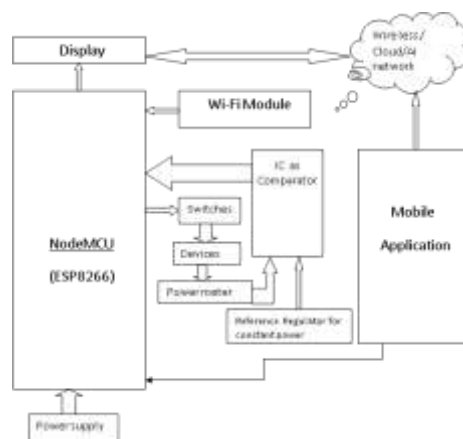 Display
Wireless /
Cloud/AI
network
Wi-Fi Module
IC as
Comparator
Switches
Devices
Powermeter
NodeMCU
(ESP8266)
Mobile
Application
Reference Regulator for
constant power
Powersupply